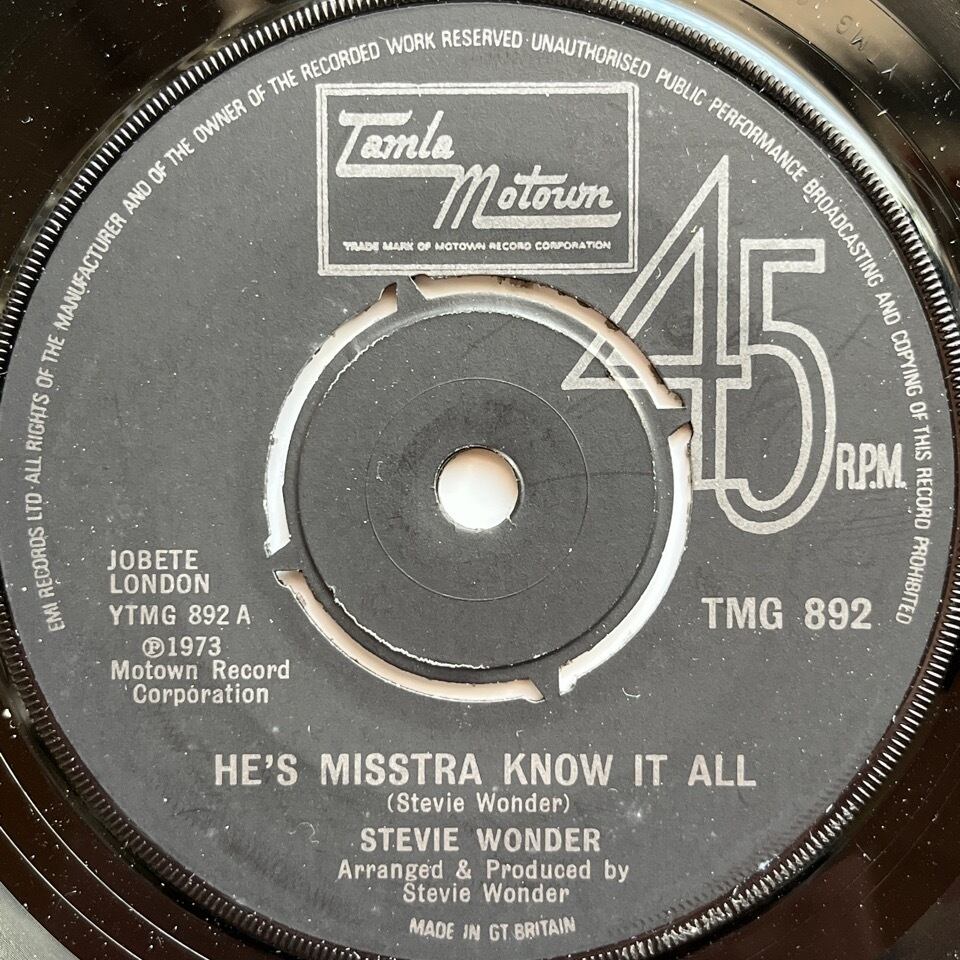 EMI RECORDS LTD ALL RIGHTS OF THE MANUFACTURER AND OF THE OWNER OF THE RECORDED WORK RESERVED · UNAUTHORISED PUBLIC PERFORMANCE BROADCASTING AND COPYING OF THIS RECORD PROHIBITED
Tamla
Motown
TRADE MARK OF MOTOWN RECORD CORPORATION
45
R.P.M.
JOBETE
LONDON
YTMG 892 A
℗1973
Motown Record
Corporation
TMG 892
HE'S MISSTRA KNOW IT ALL
(Stevie Wonder)
STEVIE WONDER
Arranged & Produced by
Stevie Wonder
MADE IN GT. BRITAIN